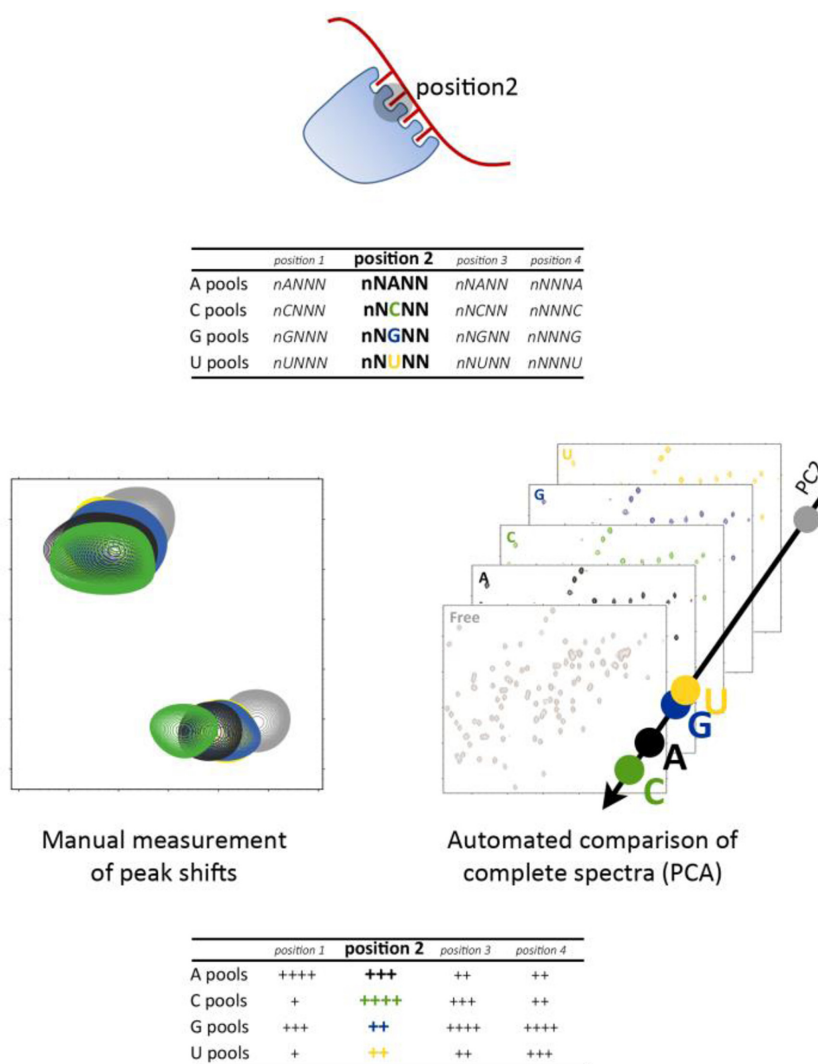 position2
position 1 position 2 position 3 position 4
A pools nANNN nNANN nNANN nNNNA
C pools nCNNN nNCNN nNCNN nNNNC
G pools nGNNN nNGNN nNGNN nNNNG
U pools nUNNN nNUNN nNUNN nNNNU
U
G
C
A
Free
PC2
U
G
A
C
Manual measurement
of peak shifts
Automated comparison of
complete spectra (PCA)
position 1 position 2 position 3 position 4
A pools ++++ +++ ++ ++
C pools + ++++ +++ ++
G pools +++ ++ ++++ ++++
U pools + ++ ++ +++